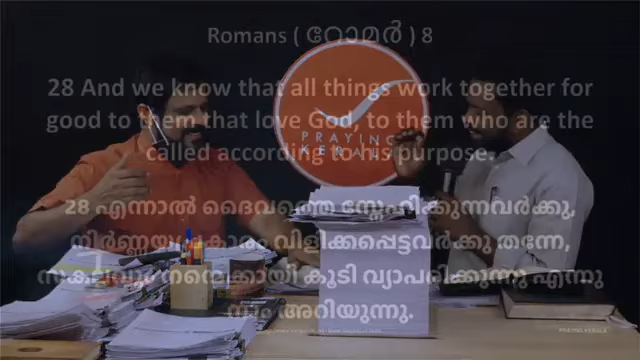 Romans ( റോമർ ) 8
28 And we know that all things work together for
good to them that love God, to them who are the
called according to his purpose.
PRAYING
KERALA
28 എന്നാൽ ദൈവത്തെ സ്നേഹിക്കുന്നവർക്കു,
വിളിക്കപ്പെട്ടവർക്കു തന്നേ,
കൂടി വ്യാപരിക്കുന്നു എന്നു
അറിയുന്നു.
PRAYING KERALA